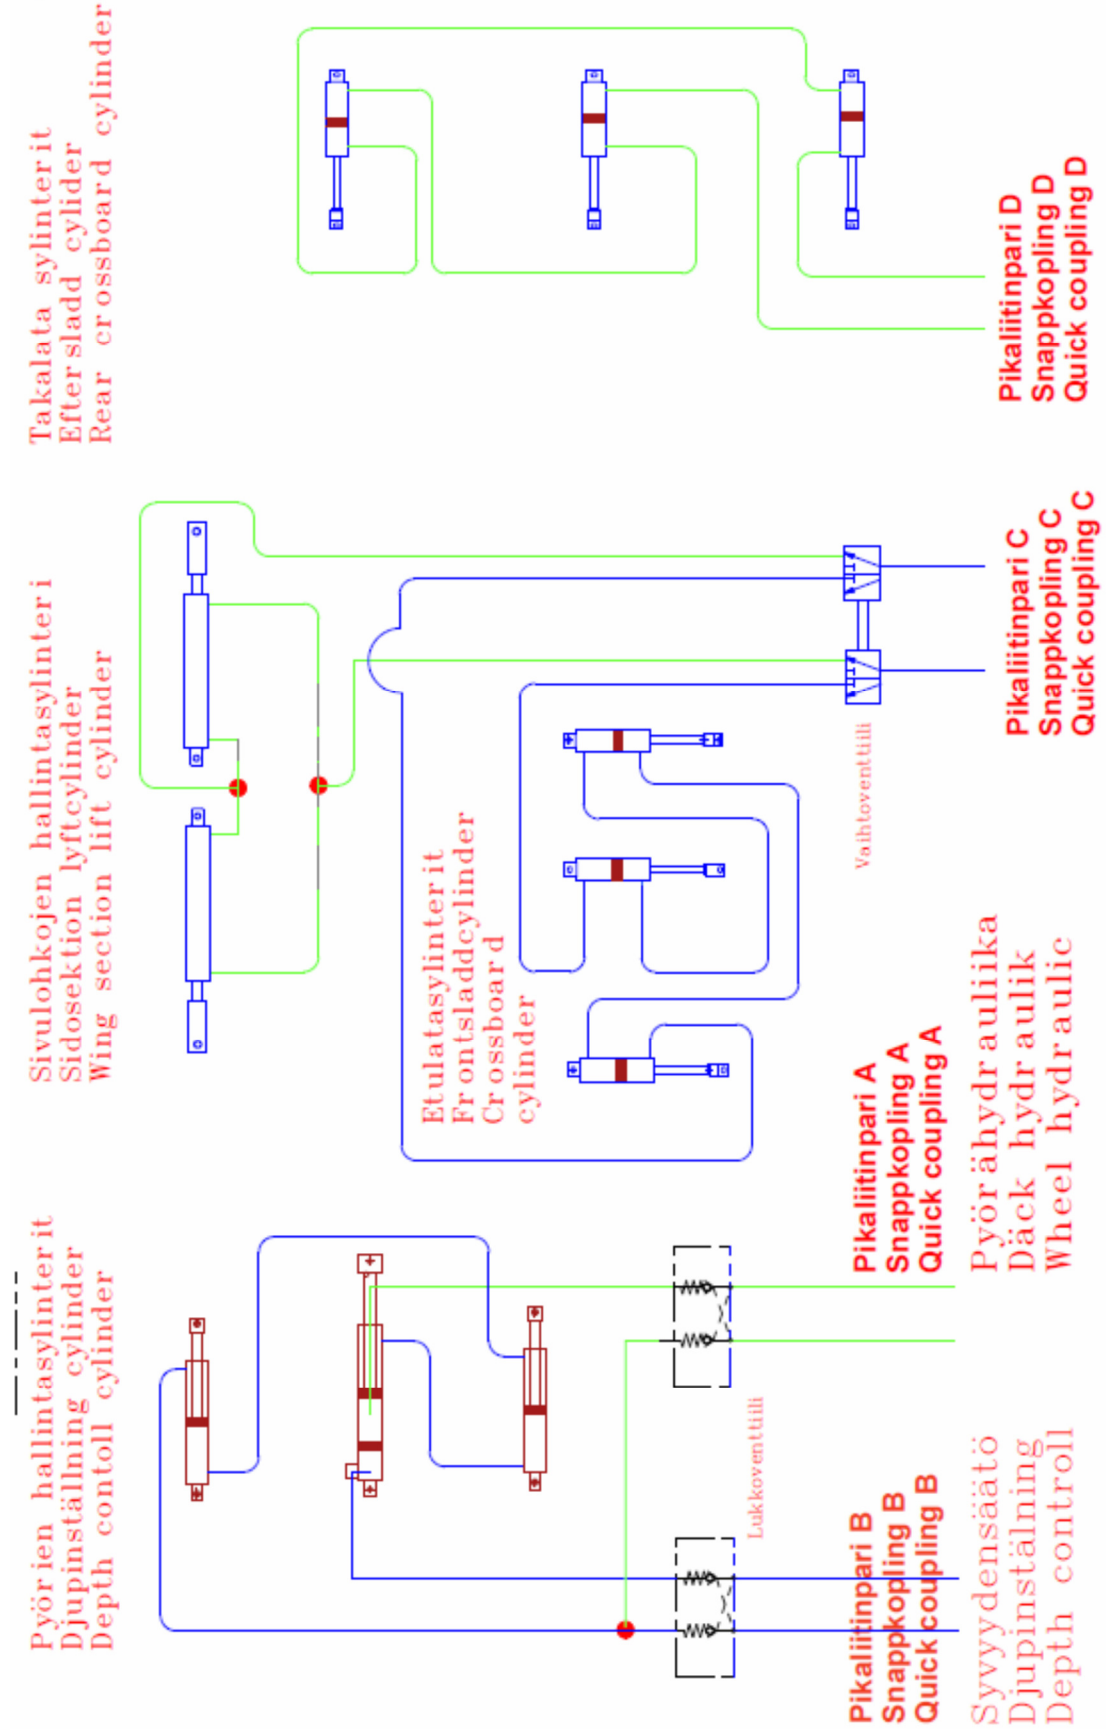 Pyörien hallintasylinterit
Djupinställning cylinder
Depth contoll cylinder
Sivulohkojen hallintasylinteri
Sidosektion lyftcylinder
Wing section lift cylinder
Takalata sylinterit
Eftersladd cylider
Rear crossboard cylinder
Etulatasylinterit
Frontsladdcylinder
Crossboard
cylinder
Lukkoventtiili
Vaihtoventtiili
Pikaliitinpari B
Snappkopling B
Quick coupling B
Syvyydensäätö
Djupinstälning
Depth controll
Pikaliitinpari A
Snappkopling A
Quick coupling A
Pyörähydrauliika
Däck hydraulik
Wheel hydraulic
Pikaliitinpari C
Snappkopling C
Quick coupling C
Pikaliitinpari D
Snappkopling D
Quick coupling D